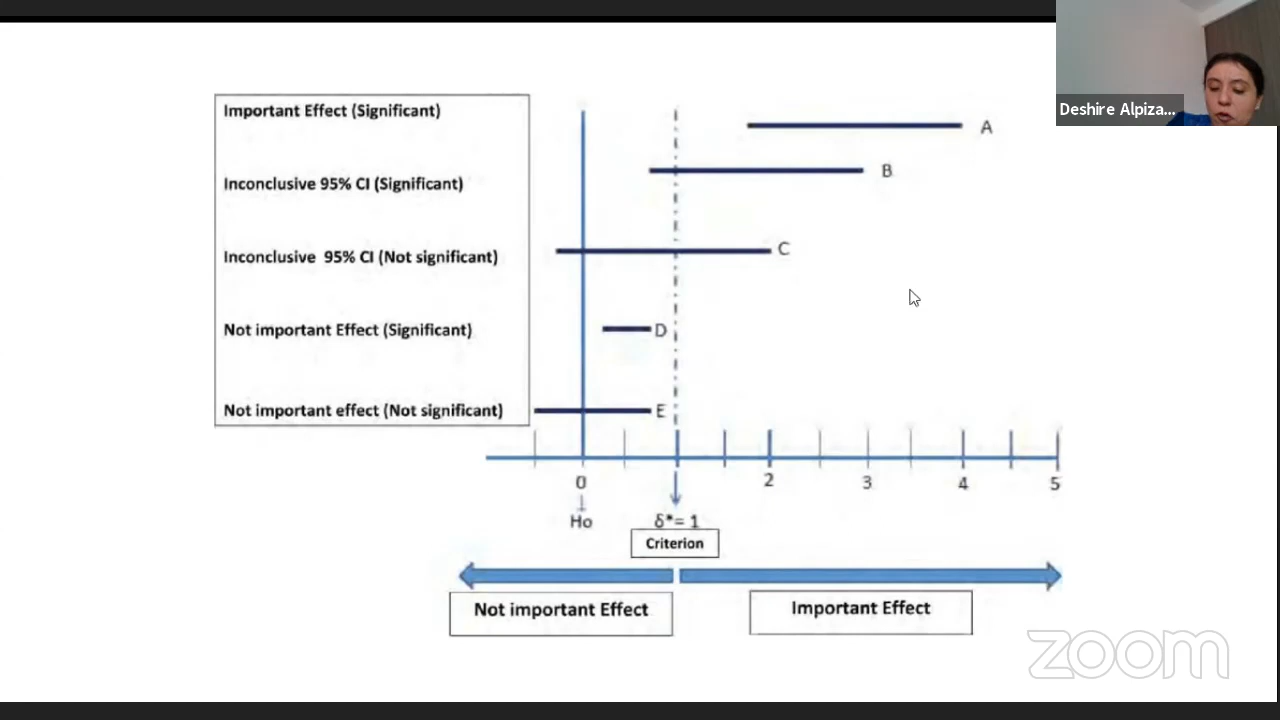 Deshire Alpiza...
Important Effect (Significant)
A
B
Inconclusive 95% CI (Significant)
C
Inconclusive  95% CI (Not significant)
Not important Effect (Significant)
D
Not important effect (Not significant)
E
0
2
3
4
5
Ho
δ*= 1
Criterion
Not important Effect
Important Effect
zoom